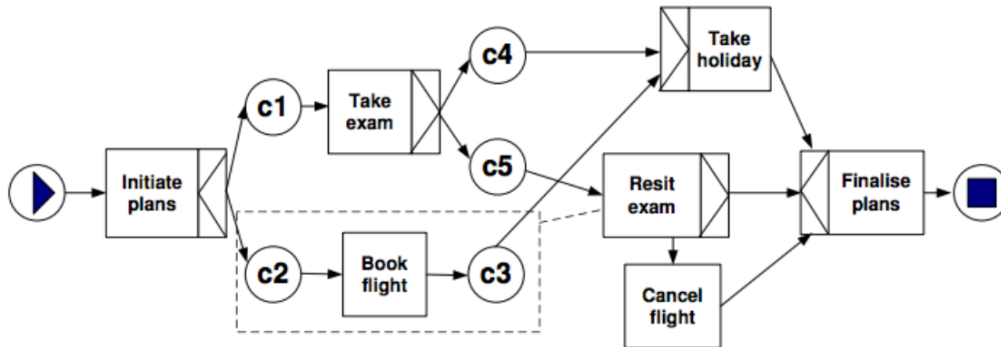 c4
Take
holiday
c1
Take
exam
c5
Initiate
plans
Resit
exam
Finalise
plans
c2
Book
flight
c3
Cancel
flight